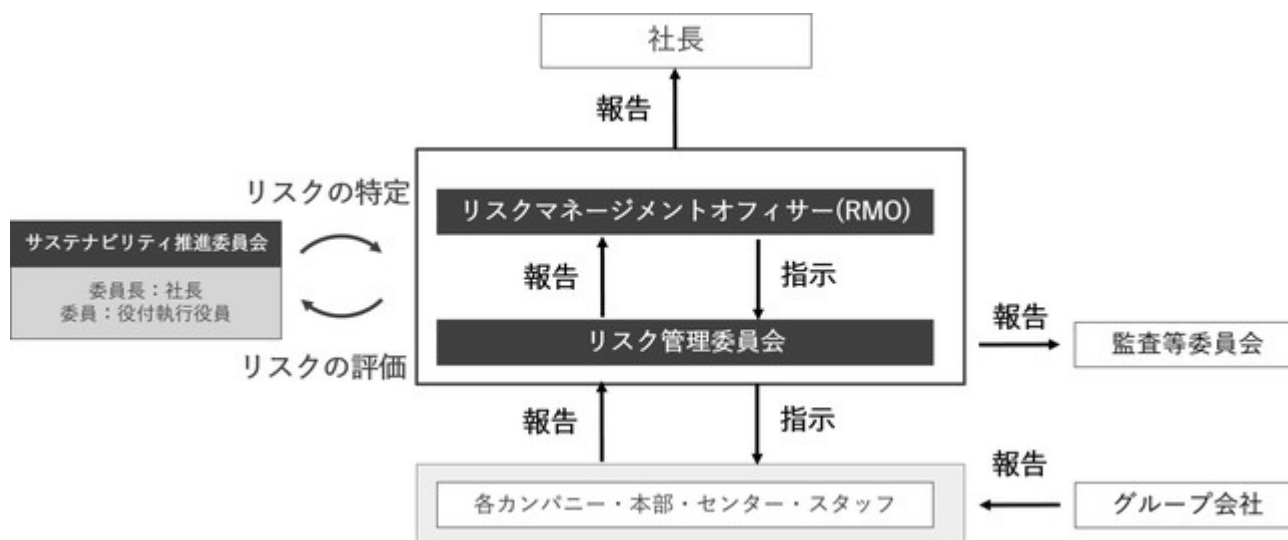 社長
報告
リスクの特定
リスクマネージメントオフィサー(RMO)
サステナビリティ推進委員会
委員長：社長
委員：役付執行役員
報告
指示
リスク管理委員会
報告
監査等委員会
リスクの評価
報告
指示
報告
各カンパニー・本部・センター・スタッフ
グループ会社